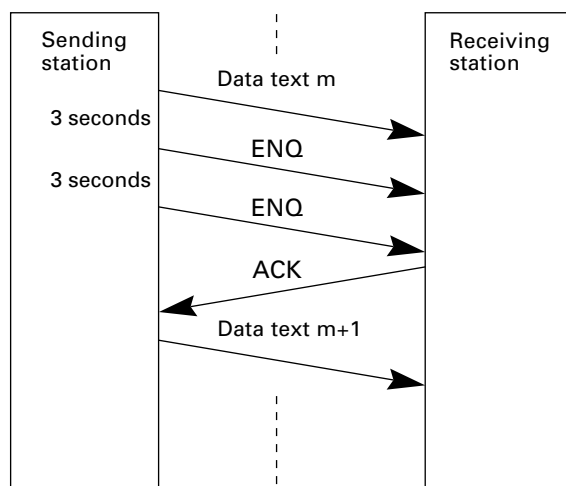 Sending
station
Receiving
station
Data text m
3 seconds
ENQ
3 seconds
ENQ
ACK
Data text m+1